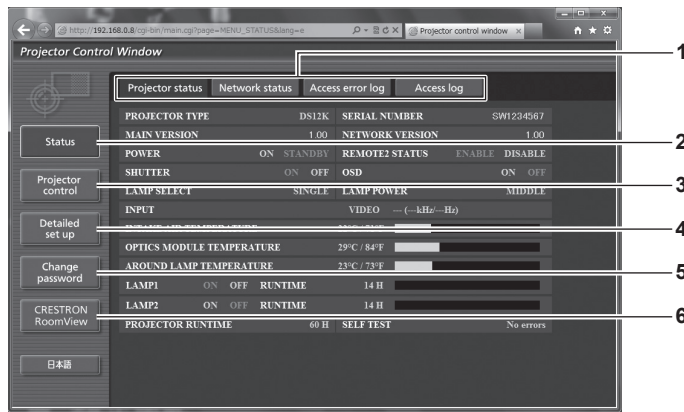 http://192.168.0.8/cgi-bin/main.cgi?page=MENU_STATUS&lang=e
Projector control window
Projector Control Window
1
Projector status Network status Access error log Access log
PROJECTOR TYPE DS12K SERIAL NUMBER SW1234567
MAIN VERSION 1.00 NETWORK VERSION 1.00
Status
2
POWER ON STANDBY REMOTE2 STATUS ENABLE DISABLE
SHUTTER ON OFF OSD ON OFF
Projector control
3
LAMP SELECT SINGLE LAMP POWER MIDDLE
INPUT VIDEO --- (---kHz/---Hz)
Detailed set up
4
INTAKE AIR TEMPERATURE
OPTICS MODULE TEMPERATURE 29°C / 84°F
Change password
5
AROUND LAMP TEMPERATURE 23°C / 73°F
LAMP1 ON OFF RUNTIME 14 H
LAMP2 ON OFF RUNTIME 14 H
CRESTRON RoomView
6
PROJECTOR RUNTIME 60 H SELF TEST No errors
日本語